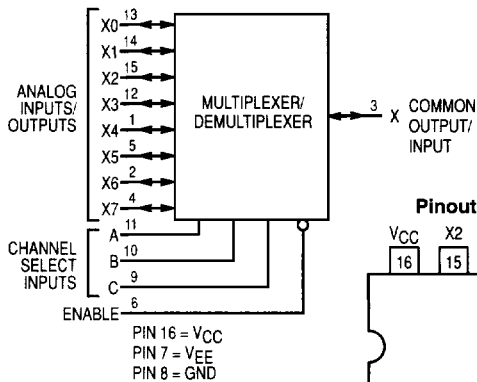 X0 13
X1 14
X2 15
X3 12
X4 1
X5 5
X6 2
X7 4
ANALOG
INPUTS/
OUTPUTS
MULTIPLEXER/
DEMULTIPLEXER
3 X
COMMON
OUTPUT/
INPUT
A 11
B 10
C 9
CHANNEL
SELECT
INPUTS
ENABLE 6
PIN 16 = VCC
PIN 7 = VEE
PIN 8 = GND
Pinout
VCC X2
16 15